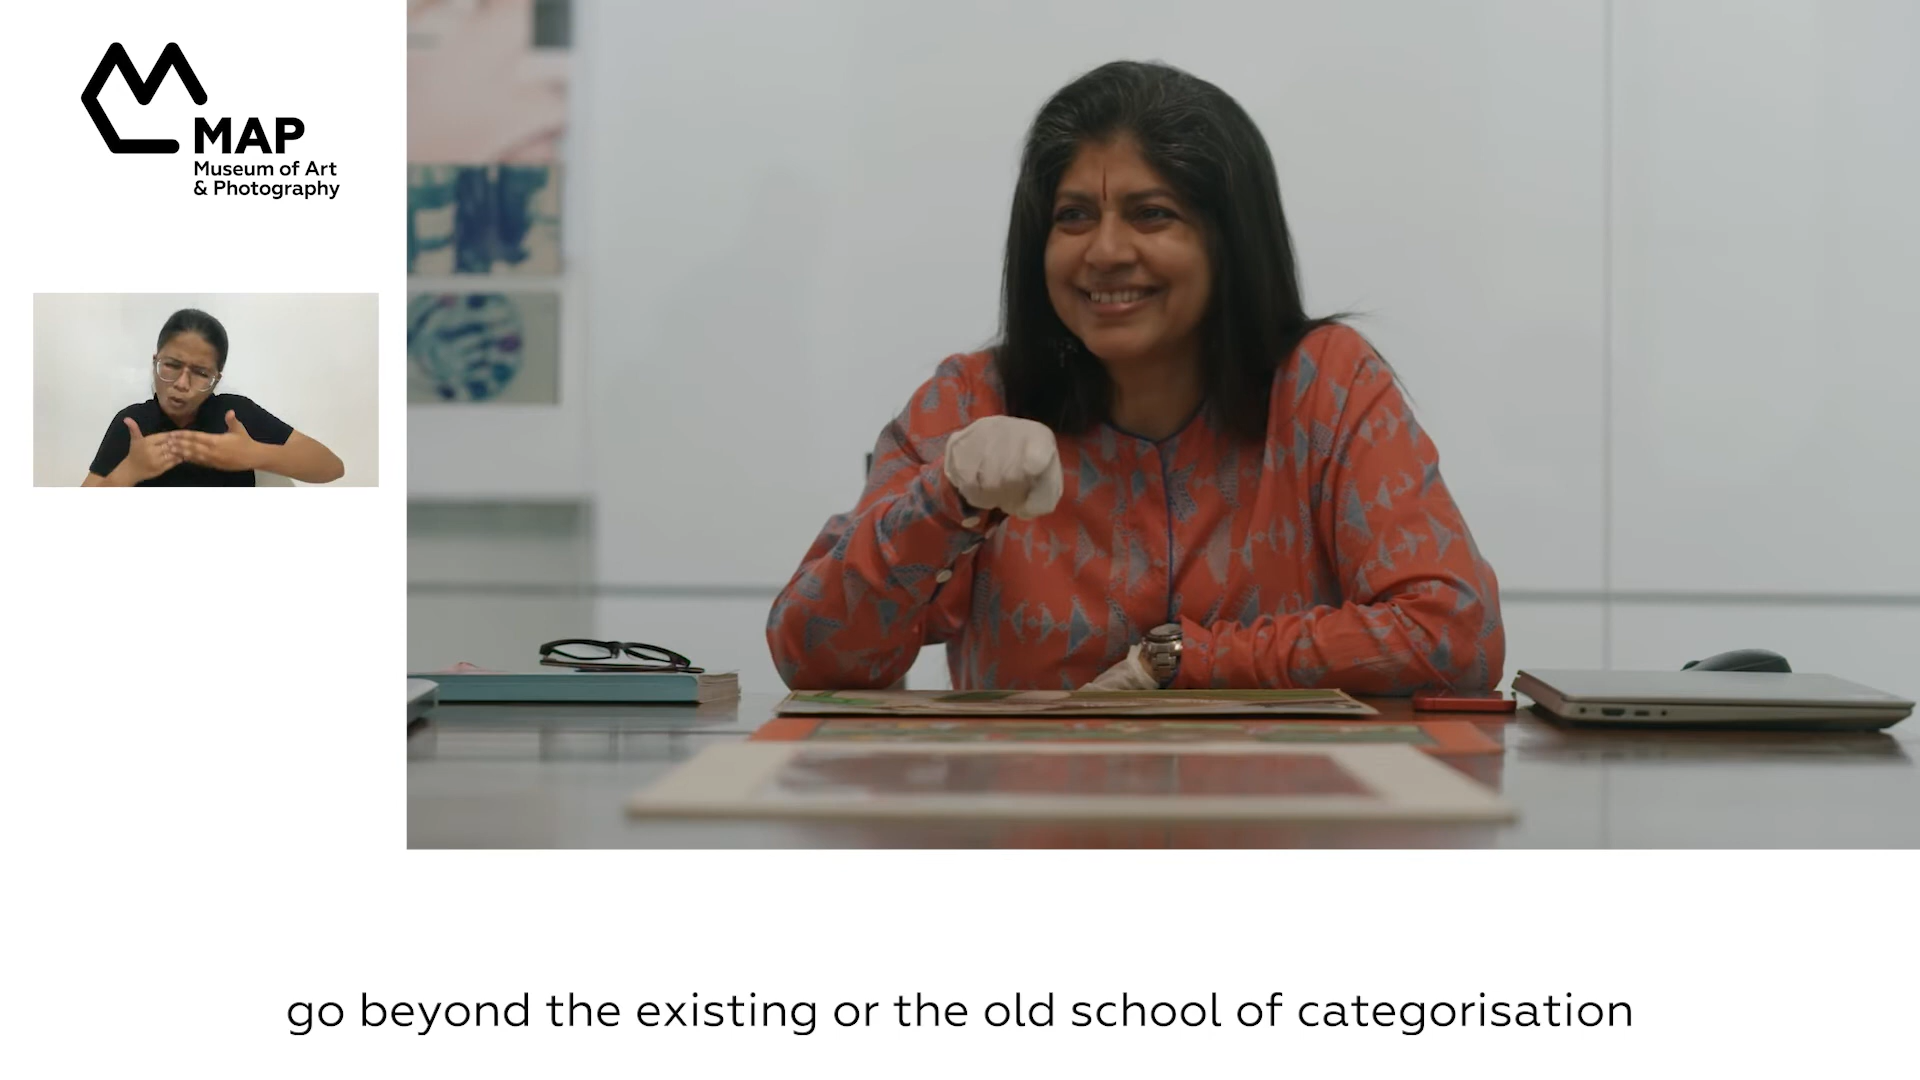 MAP
Museum of Art
& Photography
go beyond the existing or the old school of categorisation